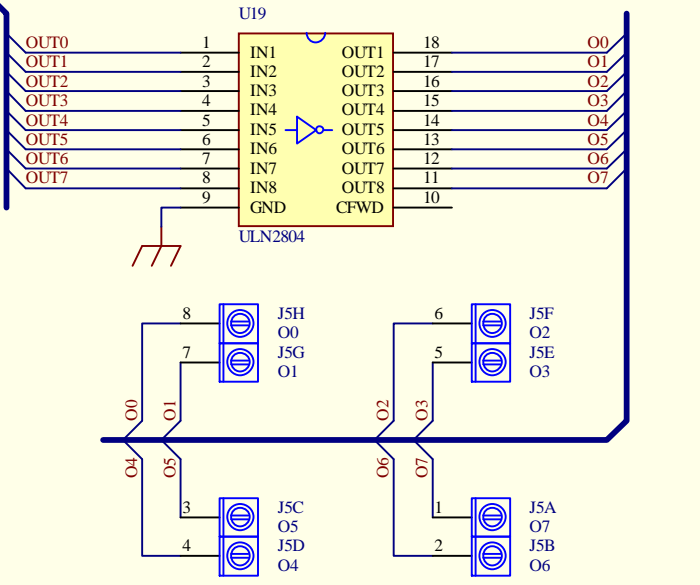 U19
OUT0 1 IN1 OUT1 18 O0
OUT1 2 IN2 OUT2 17 O1
OUT2 3 IN3 OUT3 16 O2
OUT3 4 IN4 OUT4 15 O3
OUT4 5 IN5 OUT5 14 O4
OUT5 6 IN6 OUT6 13 O5
OUT6 7 IN7 OUT7 12 O6
OUT7 8 IN8 OUT8 11 O7
9 GND CFWD 10
ULN2804
8 J5H 6 J5F
O0 O2
7 J5G 5 J5E
O1 O3
O0 O1 O2 O3
O4 O5 O6 O7
3 J5C 1 J5A
O5 O7
4 J5D 2 J5B
O4 O6